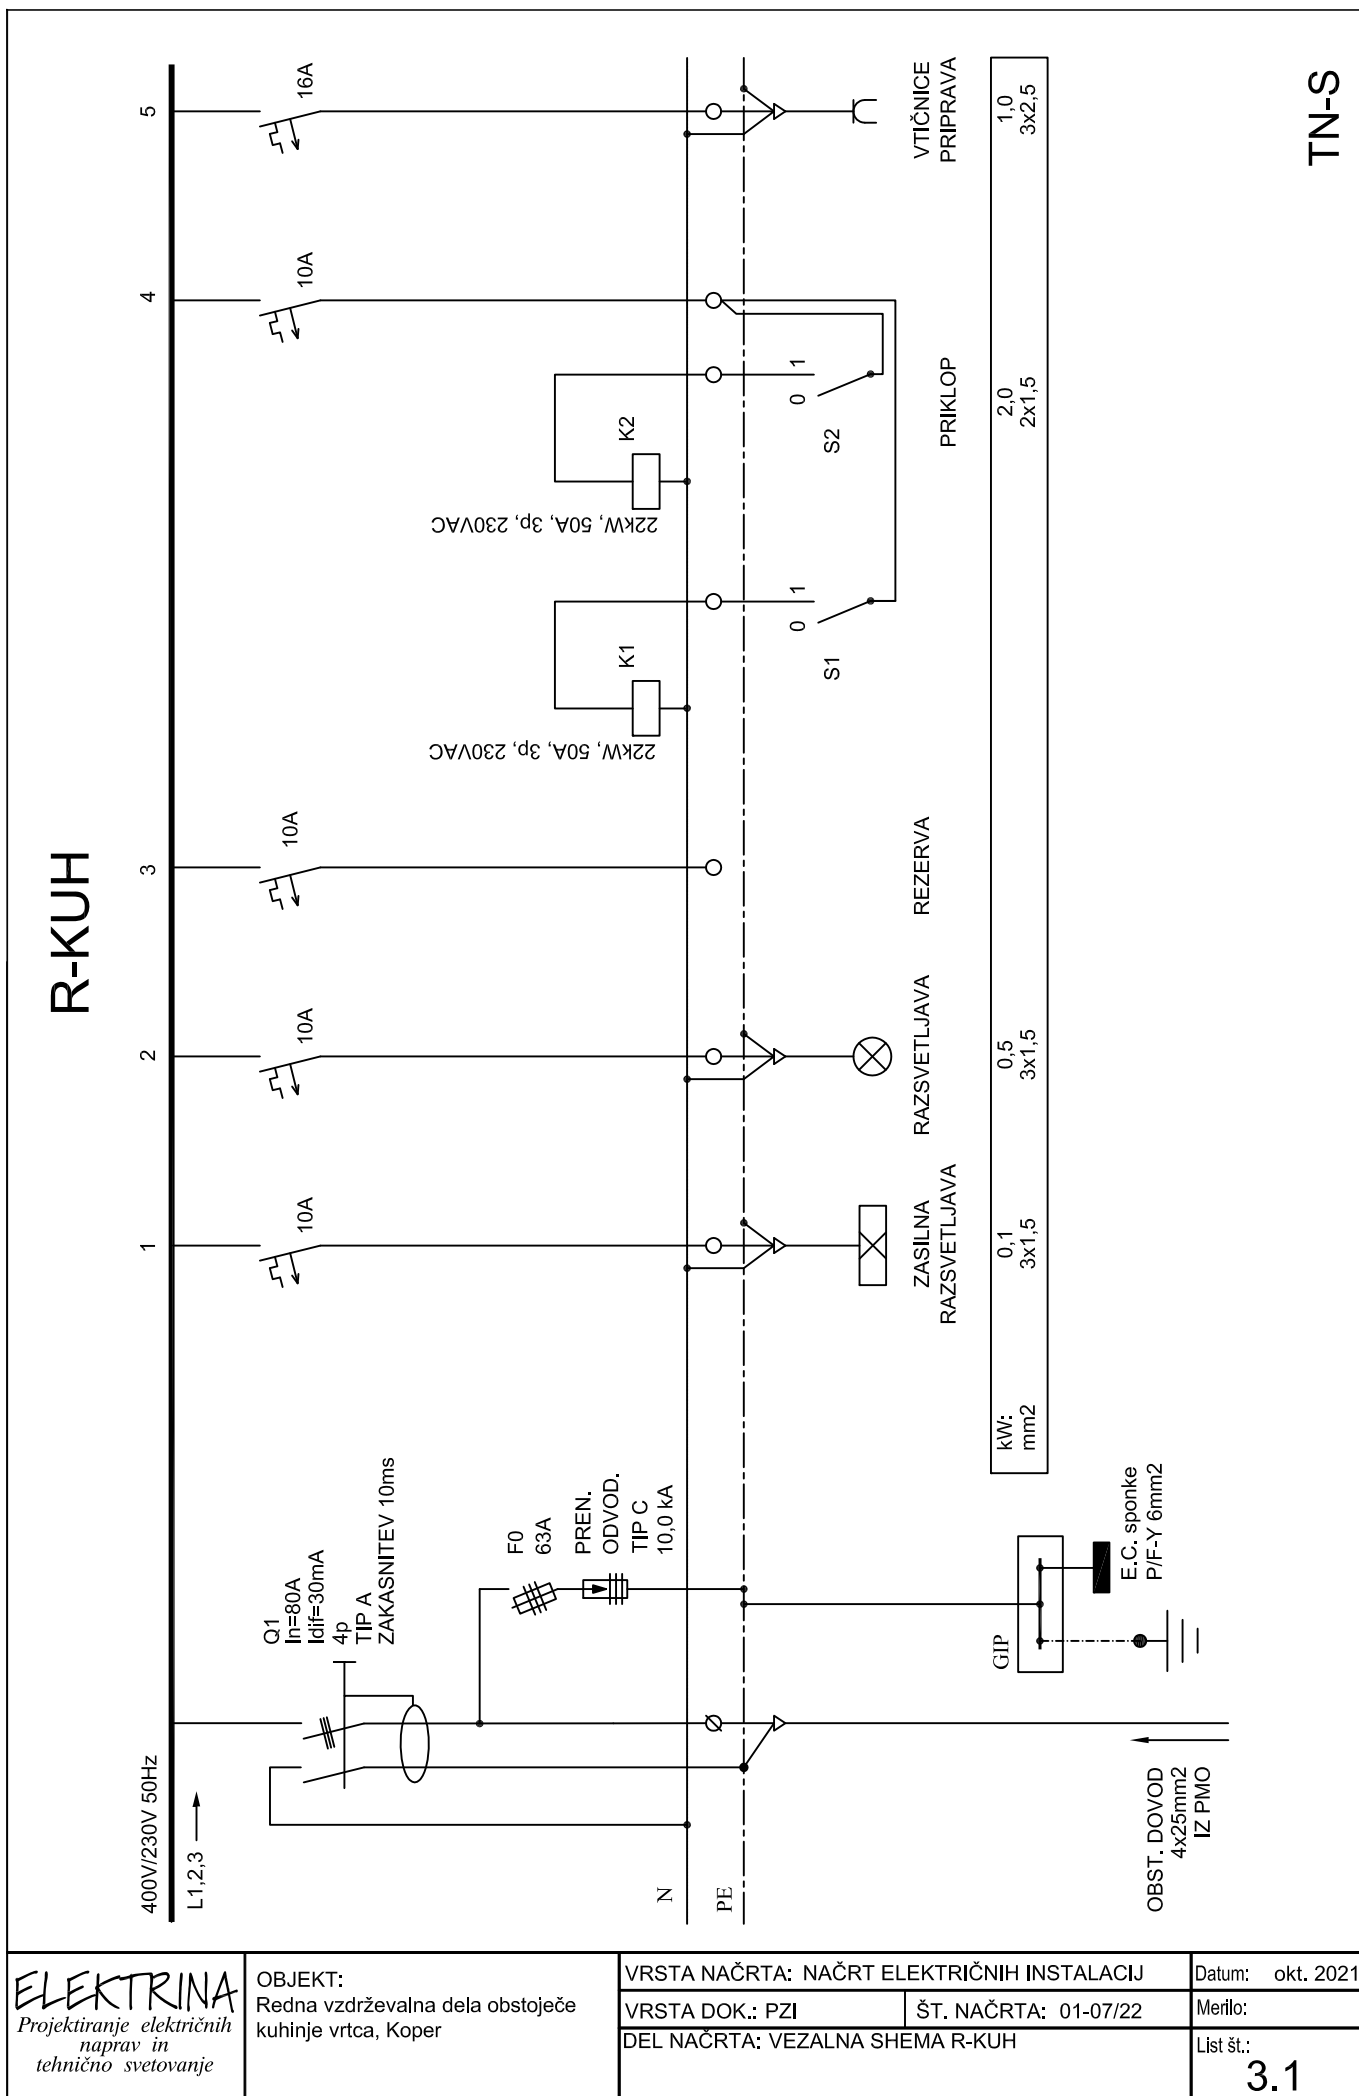 R-KUH
TN-S
400V/230V 50Hz
L1,2,3
1
2
3
4
5
Q1
In=80A
Idif=30mA
4p
TIP A
ZAKASNITEV 10ms
10A
10A
10A
10A
16A
F0
63A
PREN.
ODVOD.
TIP C
10,0 kA
K1
22kW, 50A, 3p, 230VAC
K2
22kW, 50A, 3p, 230VAC
N
PE
0 1
S1
0 1
S2
ZASILNA
RAZSVETLJAVA
RAZSVETLJAVA
REZERVA
PRIKLOP
VTIČNICE
PRIPRAVA
kW:
mm2
0,1
3x1,5
0,5
3x1,5
2,0
2x1,5
1,0
3x2,5
GIP
E.C. sponke
P/F-Y 6mm2
OBST. DOVOD
4x25mm2
IZ PMO
ELEKTRINA
Projektiranje električnih
naprav in
tehnično svetovanje
OBJEKT:
Redna vzdrževalna dela obstoječe
kuhinje vrtca, Koper
VRSTA NAČRTA: NAČRT ELEKTRIČNIH INSTALACIJ
VRSTA DOK.: PZI
ŠT. NAČRTA: 01-07/22
DEL NAČRTA: VEZALNA SHEMA R-KUH
Datum: okt. 2021
Merilo:
List št.:
3.1